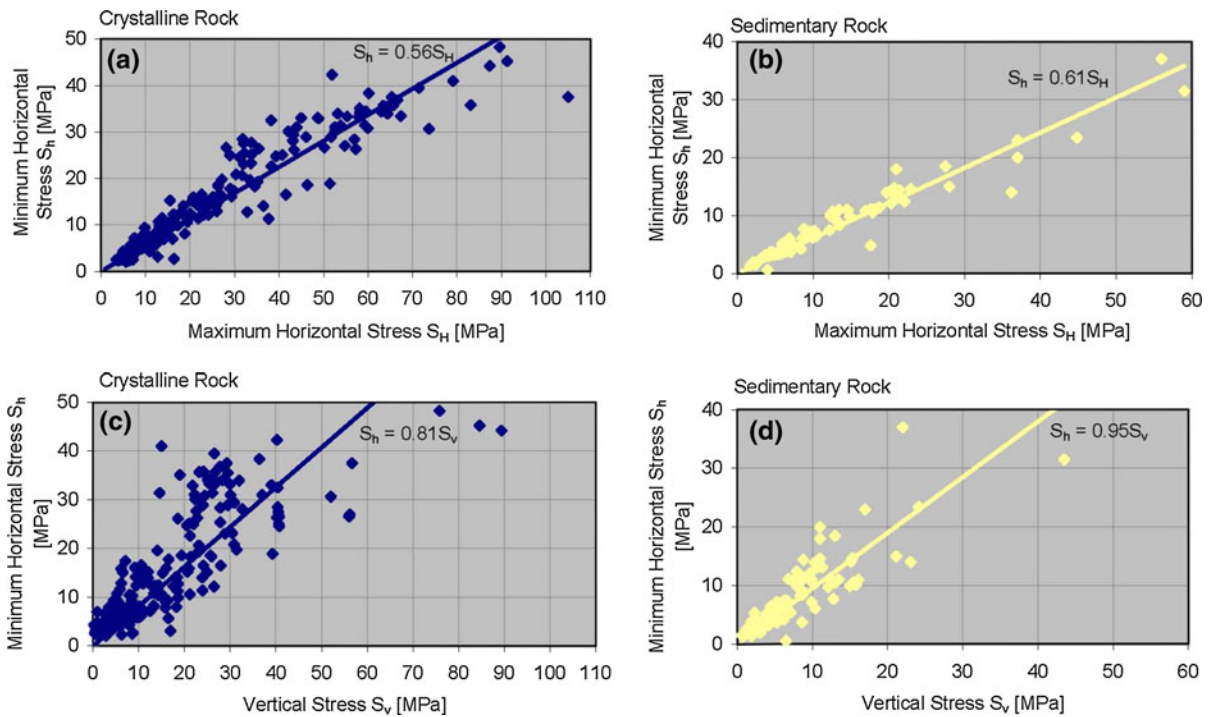 Crystalline Rock
(a)
S_h = 0.56S_H
50
40
30
20
10
0
Minimum Horizontal
Stress S_h [MPa]
0 10 20 30 40 50 60 70 80 90 100 110
Maximum Horizontal Stress S_H [MPa]
Sedimentary Rock
(b)
S_h = 0.61S_H
40
30
20
10
0
Minimum Horizontal
Stress S_h [MPa]
0 10 20 30 40 50 60
Maximum Horizontal Stress S_H [MPa]
Crystalline Rock
(c)
S_h = 0.81S_v
50
40
30
20
10
0
Minimum Horizontal Stress S_h
[MPa]
0 10 20 30 40 50 60 70 80 90 100 110
Vertical Stress S_v [MPa]
Sedimentary Rock
(d)
S_h = 0.95S_v
40
30
20
10
0
Minimum Horizontal Stress S_h
[MPa]
0 10 20 30 40 50 60
Vertical Stress S_v [MPa]